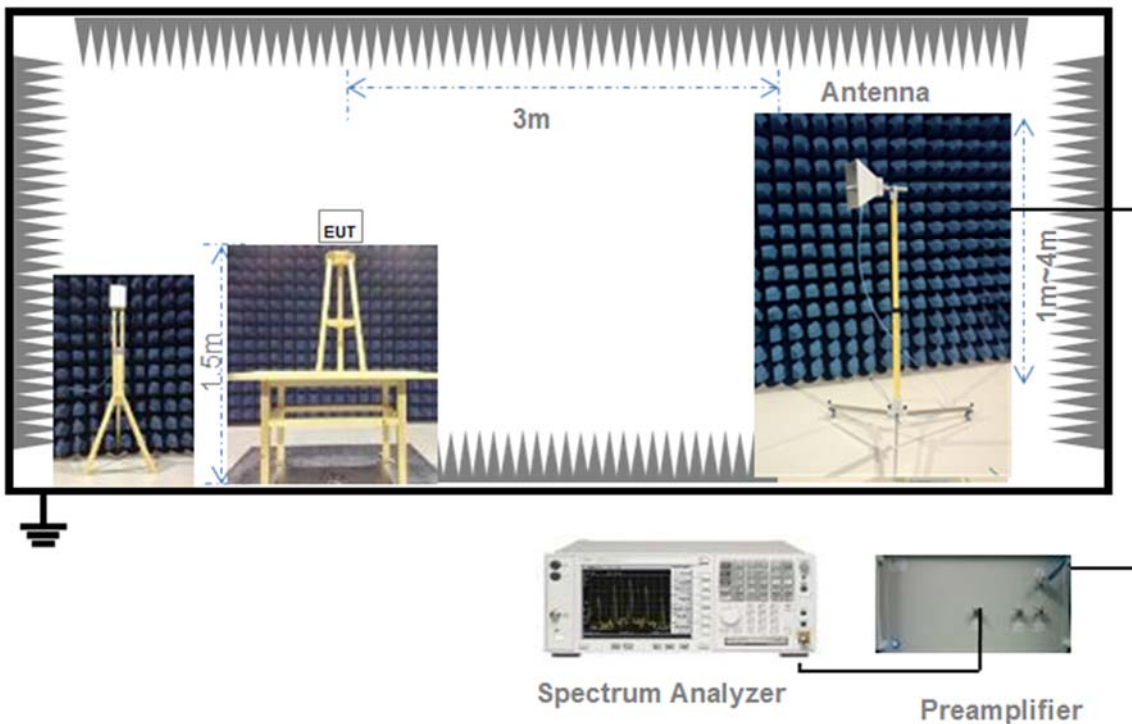 Antenna
3m
EUT
1.5m
1m~4m
Spectrum Analyzer
Preamplifier